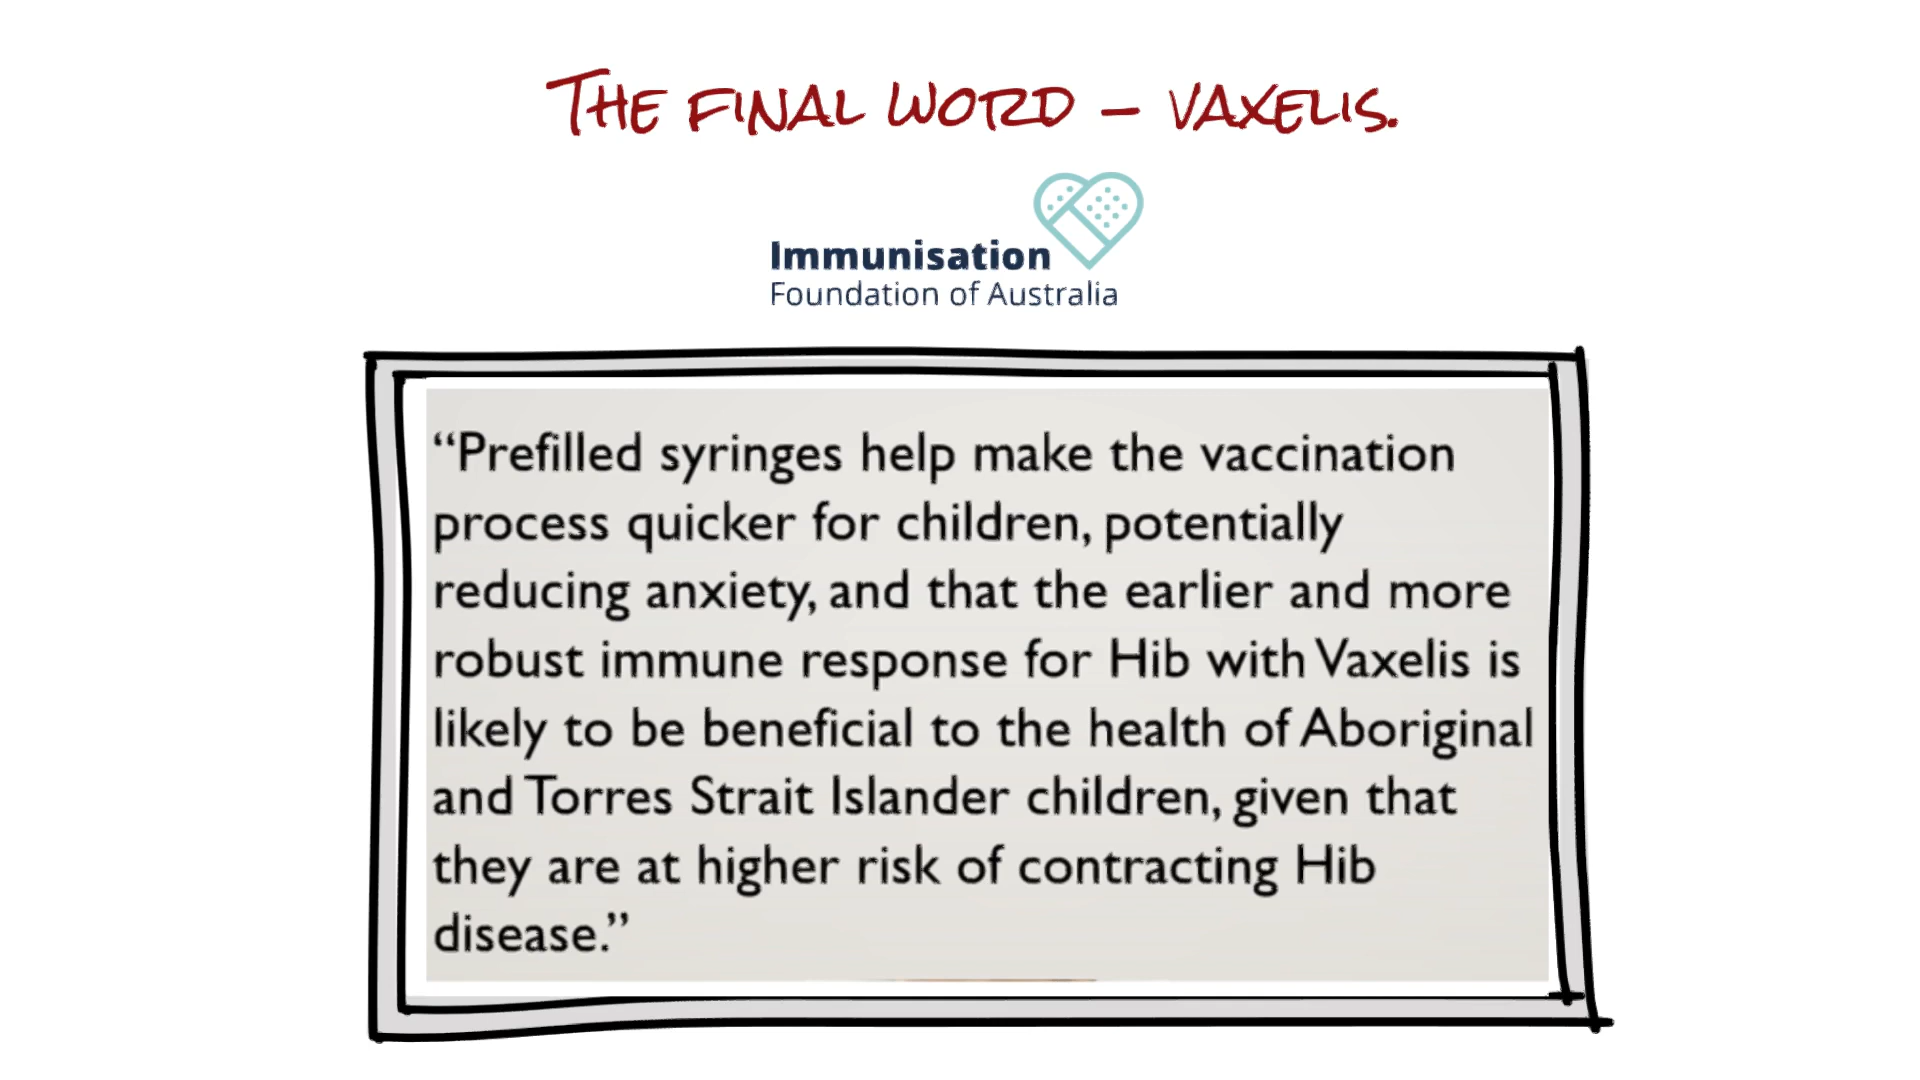 THE FINAL WORD – VAXELIS.
Immunisation
Foundation of Australia
“Prefilled syringes help make the vaccination
process quicker for children, potentially
reducing anxiety, and that the earlier and more
robust immune response for Hib with Vaxelis is
likely to be beneficial to the health of Aboriginal
and Torres Strait Islander children, given that
they are at higher risk of contracting Hib
disease.”